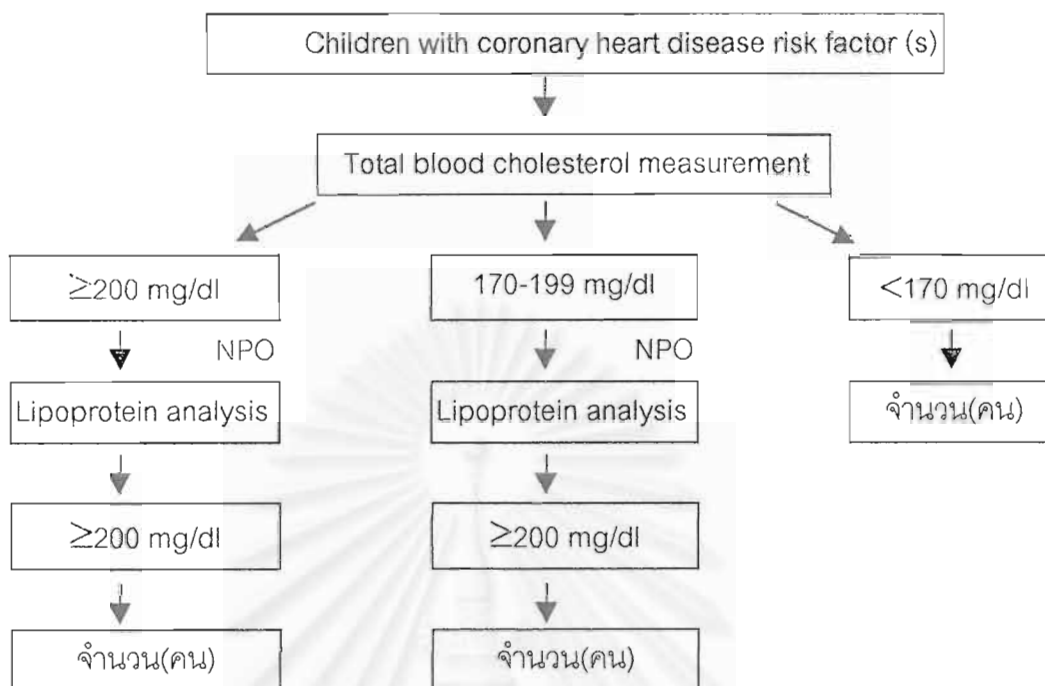 Children with coronary heart disease risk factor (s)
Total blood cholesterol measurement
≥200 mg/dl
170-199 mg/dl
<170 mg/dl
NPO
NPO
Lipoprotein analysis
Lipoprotein analysis
จำนวน(คน)
≥200 mg/dl
≥200 mg/dl
จำนวน(คน)
จำนวน(คน)